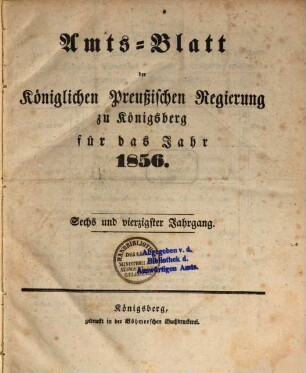 Amts-Blatt
der
Königlichen Preußischen Regierung
zu Königsberg
für das Jahr
1856.
Sechs und vierzigster Jahrgang.
Abgegeben v. d.
Bibliothek d.
Auswärtigen Amts.
Königsberg,
gedruckt in der Böhmerschen Buchdruckerei.